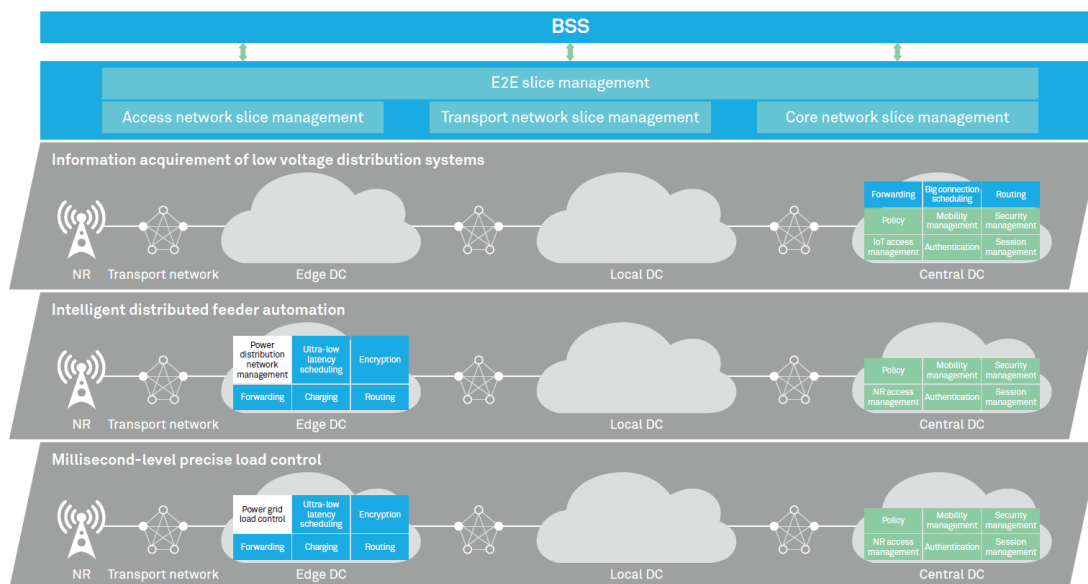 BSS
E2E slice management
Access network slice management
Transport network slice management
Core network slice management
Information acquirement of low voltage distribution systems
Forwarding
Big connection
scheduling
Routing
Policy
Mobility
management
Security
management
IoT access
management
Authentication
Session
management
NR
Transport network
Edge DC
Local DC
Central DC
Intelligent distributed feeder automation
Power
distribution
network
management
Ultra-low
latency
scheduling
Encryption
Forwarding
Charging
Routing
Policy
Mobility
management
Security
management
NR access
management
Authentication
Session
management
NR
Transport network
Edge DC
Local DC
Central DC
Millisecond-level precise load control
Power grid
load control
Ultra-low
latency
scheduling
Encryption
Forwarding
Charging
Routing
Policy
Mobility
management
Security
management
NR access
management
Authentication
Session
management
NR
Transport network
Edge DC
Local DC
Central DC